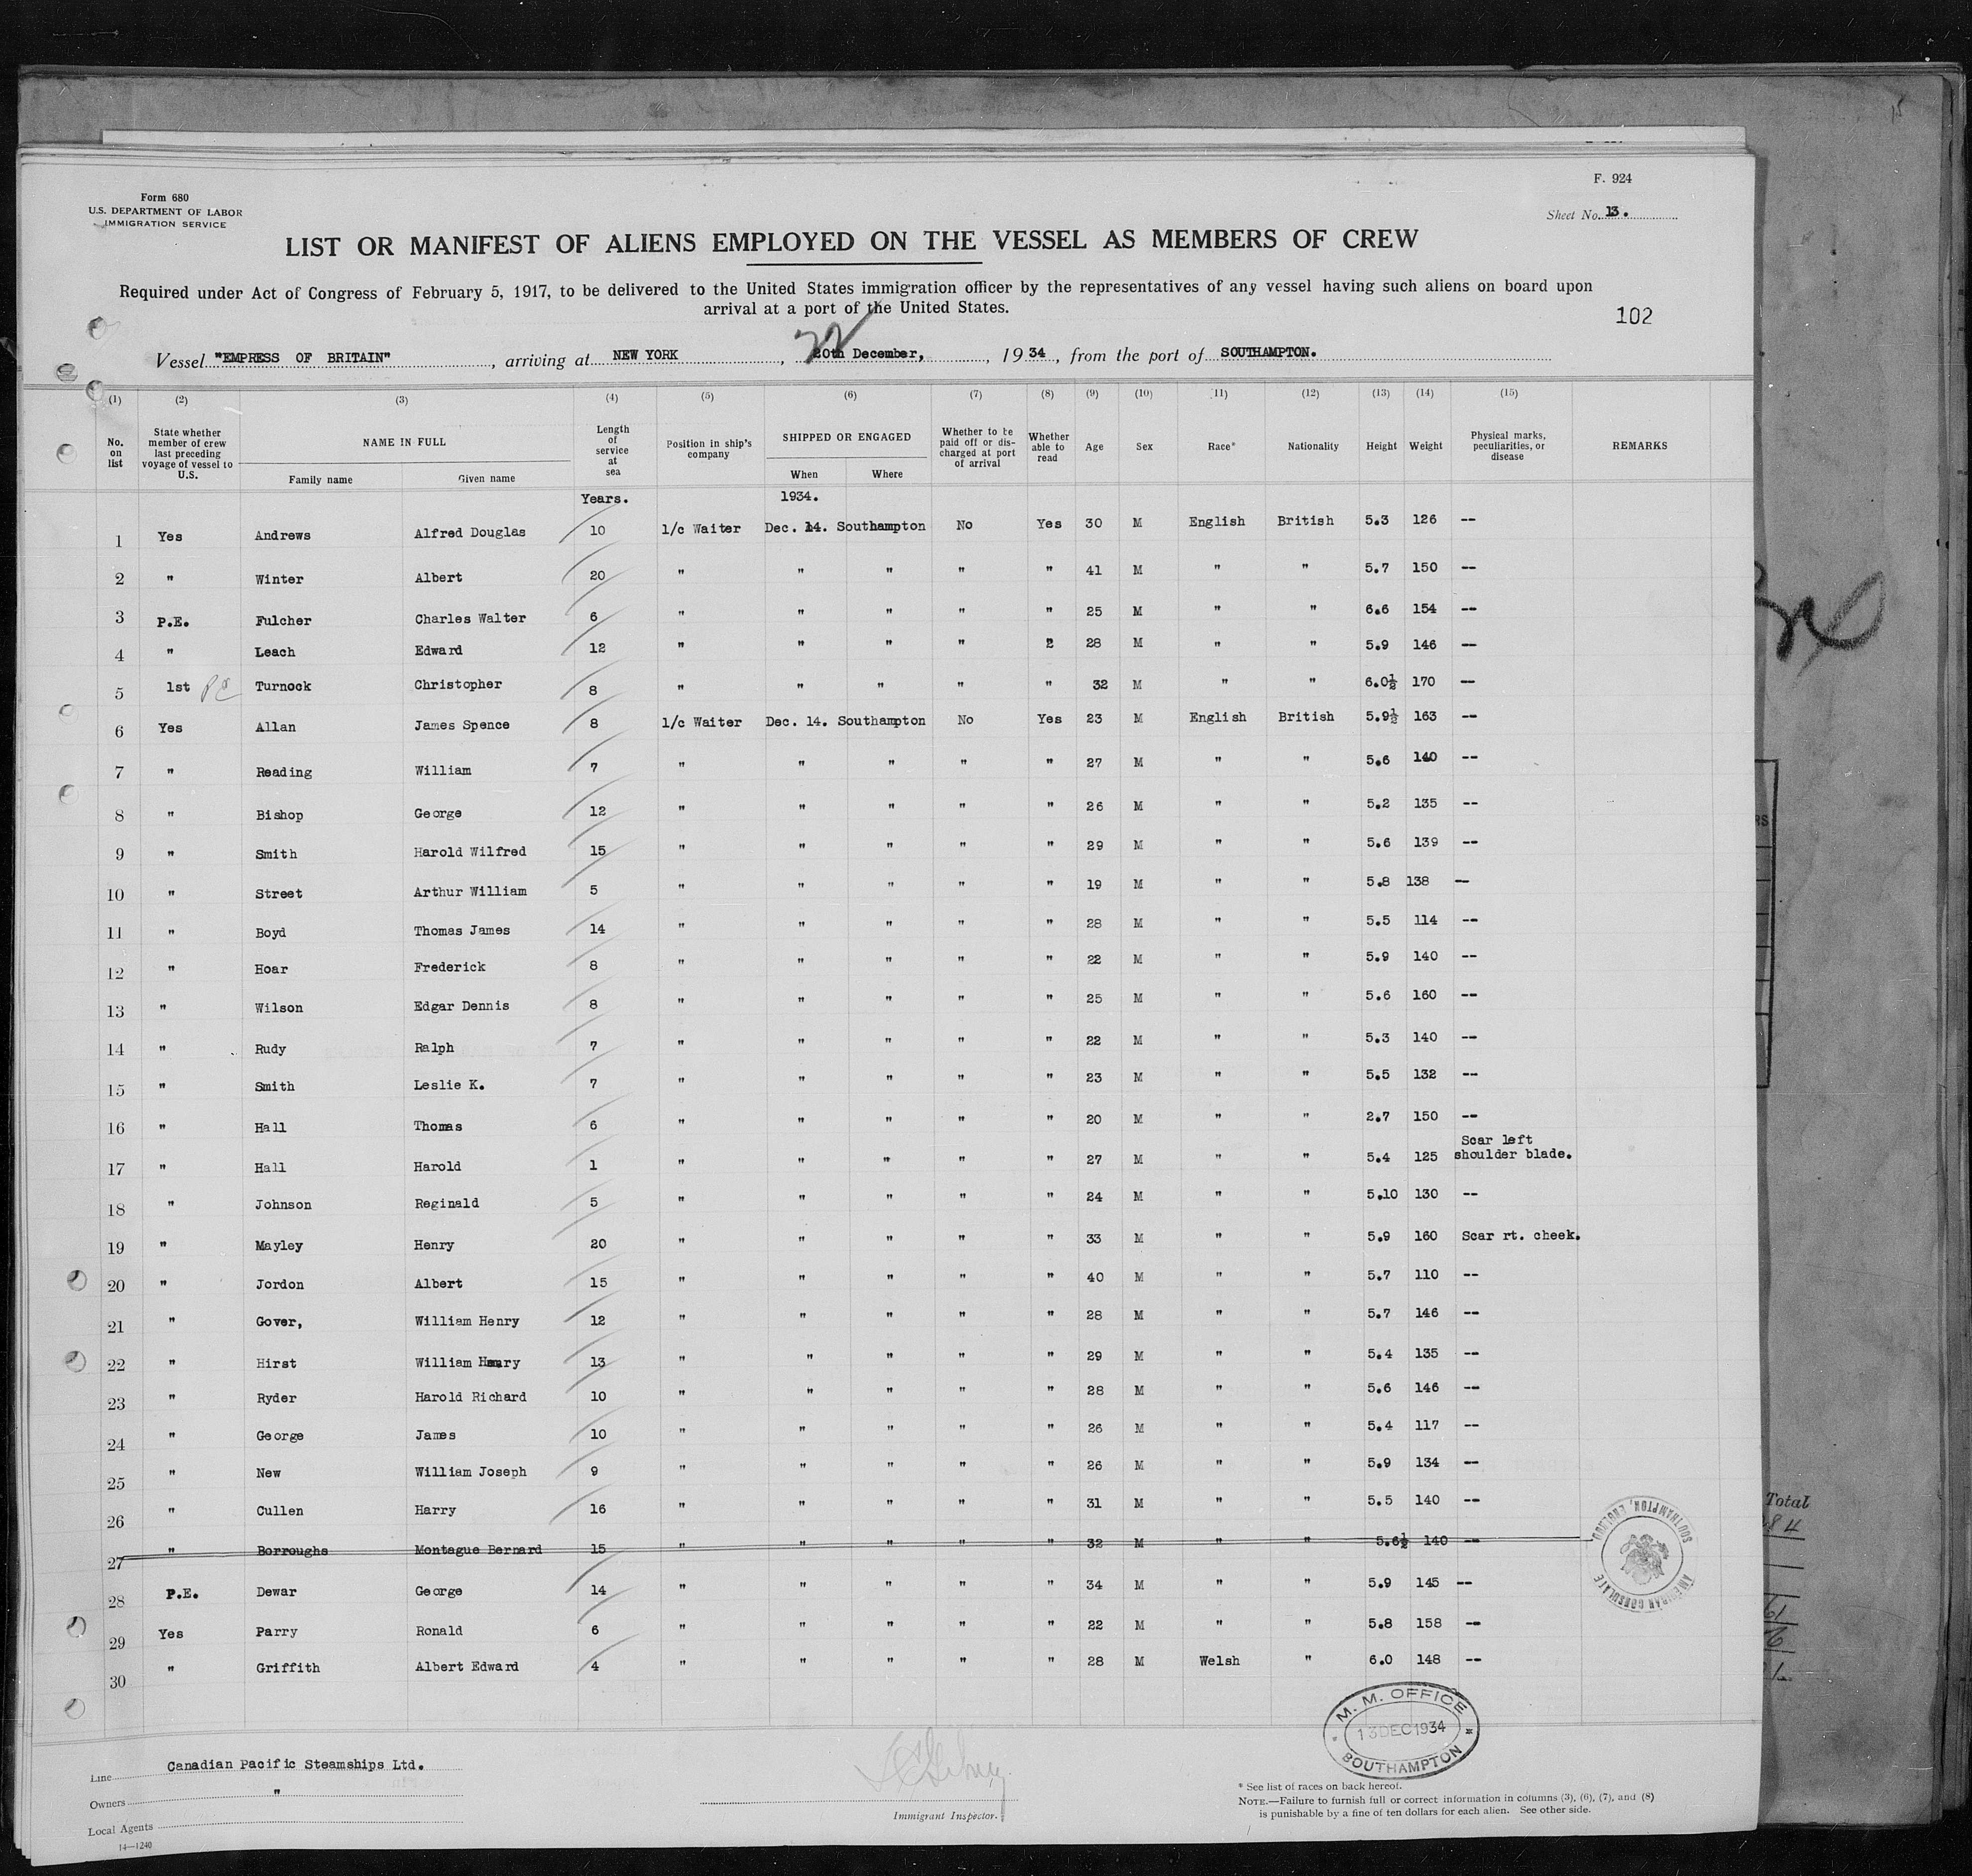 F. 924
Form 680
U.S. DEPARTMENT OF LABOR
IMMIGRATION SERVICE
Sheet No. 13.
LIST OR MANIFEST OF ALIENS EMPLOYED ON THE VESSEL AS MEMBERS OF CREW
Required under Act of Congress of February 5, 1917, to be delivered to the United States immigration officer by the representatives of any vessel having such aliens on board upon
arrival at a port of the United States.
102
22
Vessel "EMPRESS OF BRITAIN", arriving at NEW YORK, 20th December, 1934, from the port of SOUTHAMPTON.
(1) (2) (3) (4) (5) (6) (7) (8) (9) (10) (11) (12) (13) (14) (15)
No. on list State whether member of crew last preceding voyage of vessel to U.S. NAME IN FULL Family name Given name Length of service at sea Position in ship's company SHIPPED OR ENGAGED When Where Whether to be paid off or discharged at port of arrival Whether able to read Age Sex Race* Nationality Height Weight Physical marks, peculiarities, or disease REMARKS
Years. 1934.
1 Yes Andrews Alfred Douglas 10 1/c Waiter Dec. 14. Southampton No Yes 30 M English British 5.3 126 --
2 " Winter Albert 20 " " " " " 41 M " " 5.7 150 --
3 P.E. Fulcher Charles Walter 6 " " " " " 25 M " " 6.6 154 --
4 " Leach Edward 12 " " " " 2 28 M " " 5.9 146 --
5 1st PE Turnock Christopher 8 " " " " " 32 M " " 6.0½ 170 --
6 Yes Allan James Spence 8 1/c Waiter Dec. 14. Southampton No Yes 23 M English British 5.9½ 163 --
7 " Reading William 7 " " " " " 27 M " " 5.6 140 --
8 " Bishop George 12 " " " " " 26 M " " 5.2 135 --
9 " Smith Harold Wilfred 15 " " " " " 29 M " " 5.6 139 --
10 " Street Arthur William 5 " " " " " 19 M " " 5.8 138 --
11 " Boyd Thomas James 14 " " " " " 28 M " " 5.5 114 --
12 " Hoar Frederick 8 " " " " " 22 M " " 5.9 140 --
13 " Wilson Edgar Dennis 8 " " " " " 25 M " " 5.6 160 --
14 " Rudy Ralph 7 " " " " " 22 M " " 5.3 140 --
15 " Smith Leslie K. 7 " " " " " 23 M " " 5.5 132 --
16 " Hall Thomas 6 " " " " " 20 M " " 2.7 150 --
17 " Hall Harold 1 " " " " " 27 M " " 5.4 125 Scar left shoulder blade.
18 " Johnson Reginald 5 " " " " " 24 M " " 5.10 130 --
19 " Mayley Henry 20 " " " " " 33 M " " 5.9 160 Scar rt. cheek.
20 " Jordon Albert 15 " " " " " 40 M " " 5.7 110 --
21 " Gover, William Henry 12 " " " " " 28 M " " 5.7 146 --
22 " Hirst William Henry 13 " " " " " 29 M " " 5.4 135 --
23 " Ryder Harold Richard 10 " " " " " 28 M " " 5.6 146 --
24 " George James 10 " " " " " 26 M " " 5.4 117 --
25 " New William Joseph 9 " " " " " 26 M " " 5.9 134 --
26 " Cullen Harry 16 " " " " " 31 M " " 5.5 140 --
27 " Borroughs Montague Bernard 15 " " " " " 32 M " " 5.6½ 140 --
28 P.E. Dewar George 14 " " " " " 34 M " " 5.9 145 --
29 Yes Parry Ronald 6 " " " " " 22 M " " 5.8 158 --
30 " Griffith Albert Edward 4 " " " " " 28 M Welsh " 6.0 148 --
AMERICAN CONSULATE
SOUTHAMPTON, ENGLAND
Total
M. M. OFFICE
13 DEC 1934
SOUTHAMPTON
Line Canadian Pacific Steamships Ltd.
Owners "
Local Agents
14—1240
Immigrant Inspector.
* See list of races on back hereof.
NOTE.—Failure to furnish full or correct information in columns (3), (6), (7), and (8)
is punishable by a fine of ten dollars for each alien. See other side.